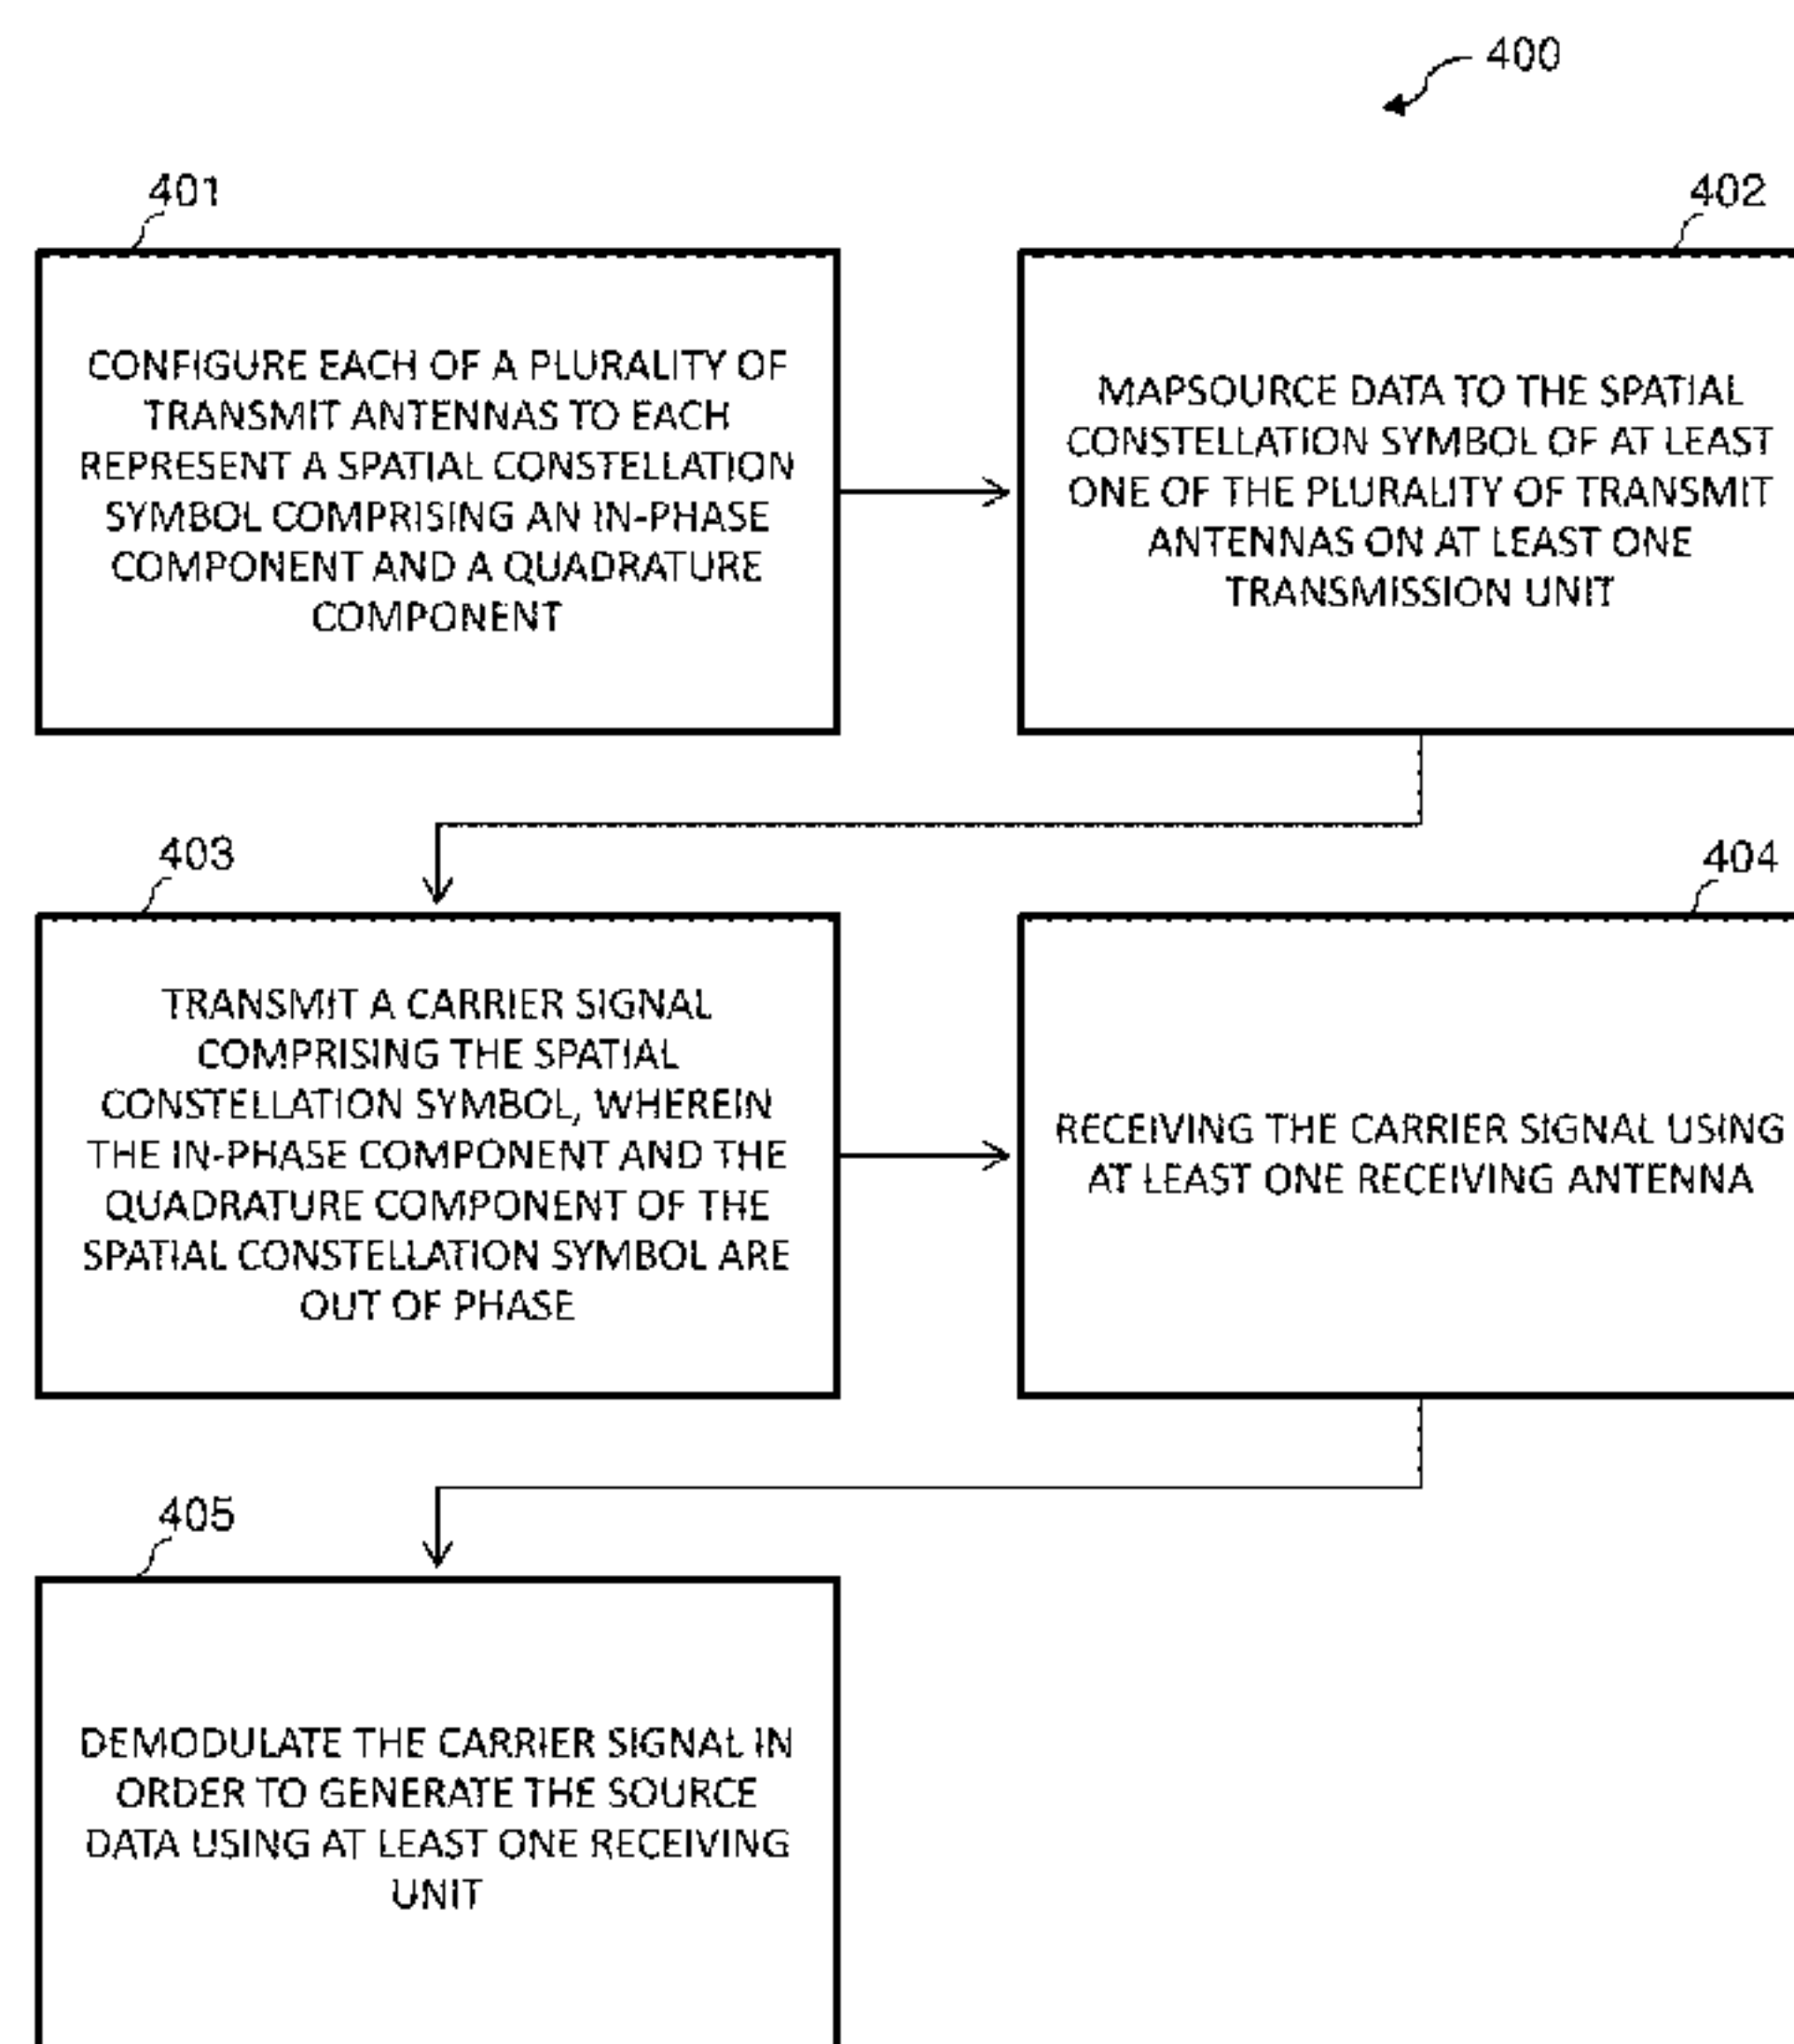 400
401
CONFIGURE EACH OF A PLURALITY OF
TRANSMIT ANTENNAS TO EACH
REPRESENT A SPATIAL CONSTELLATION
SYMBOL COMPRISING AN IN-PHASE
COMPONENT AND A QUADRATURE
COMPONENT
402
MAPSOURCE DATA TO THE SPATIAL
CONSTELLATION SYMBOL OF AT LEAST
ONE OF THE PLURALITY OF TRANSMIT
ANTENNAS ON AT LEAST ONE
TRANSMISSION UNIT
403
TRANSMIT A CARRIER SIGNAL
COMPRISING THE SPATIAL
CONSTELLATION SYMBOL, WHEREIN
THE IN-PHASE COMPONENT AND THE
QUADRATURE COMPONENT OF THE
SPATIAL CONSTELLATION SYMBOL ARE
OUT OF PHASE
404
RECEIVING THE CARRIER SIGNAL USING
AT LEAST ONE RECEIVING ANTENNA
405
DEMODULATE THE CARRIER SIGNAL IN
ORDER TO GENERATE THE SOURCE
DATA USING AT LEAST ONE RECEIVING
UNIT